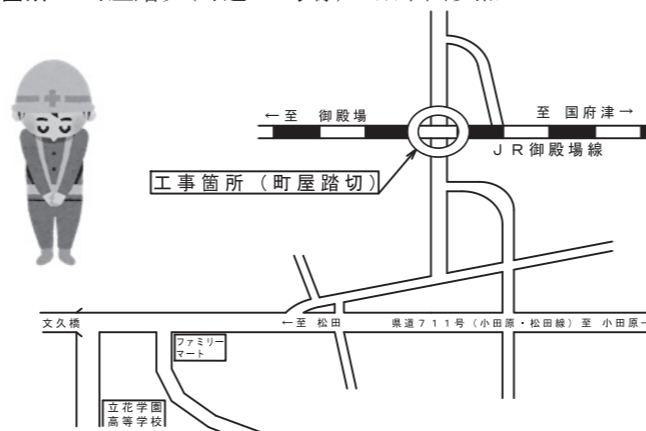 ←至 御殿場
至 国府津→
JR御殿場線
工事箇所（町屋踏切）
文久橋
←至 松田
県道711号（小田原・松田線）至 小田原→
ファミリー
マート
立花学園
高等学校